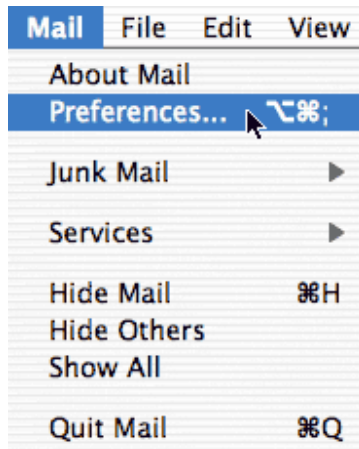 Mail File Edit View
About Mail
Preferences... ⌥⌘;
Junk Mail ▶
Services ▶
Hide Mail ⌘H
Hide Others
Show All
Quit Mail ⌘Q